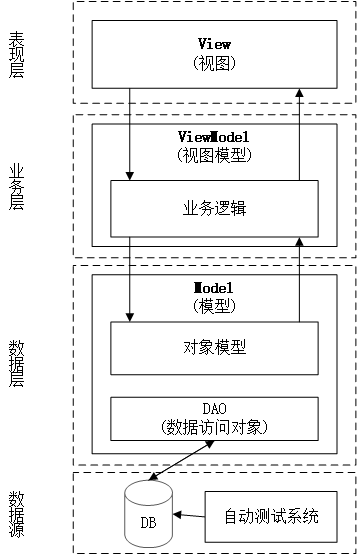 表现层
View
(视图)
业务层
ViewModel
(视图模型)
业务逻辑
数据层
Model
(模型)
对象模型
DAO
(数据访问对象)
数据源
DB
自动测试系统